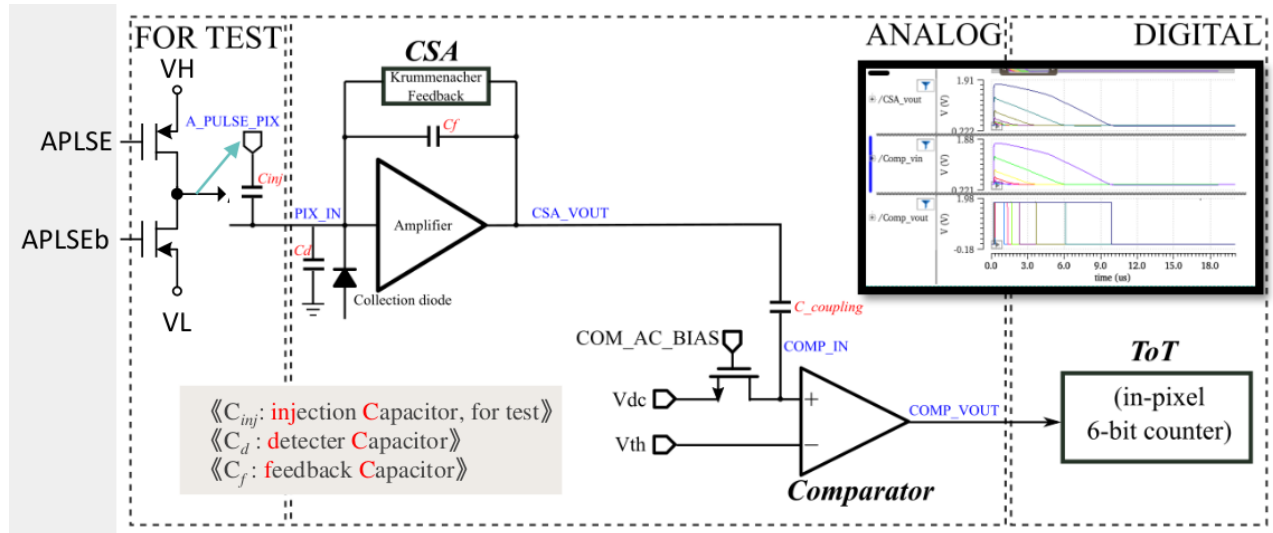 FOR TEST
ANALOG
DIGITAL
VH
APLSE
A_PULSE_PIX
Cinj
APLSEb
VL
CSA
Krummenacher
Feedback
Cf
PIX_IN
Amplifier
CSA_VOUT
Cd
Collection diode
C_coupling
COM_AC_BIAS
COMP_IN
Vdc
Vth
+
−
COMP_VOUT
Comparator
ToT
(in-pixel
6-bit counter)
/CSA_vout
V (V)
1.91
0.222
/Comp_vin
V (V)
1.88
0.221
/Comp_vout
V (V)
1.98
-0.18
0.0 3.0 6.0 9.0 12.0 15.0 18.0
time (us)
《Cinj: injection Capacitor, for test》
《Cd : detecter Capacitor》
《Cf : feedback Capacitor》